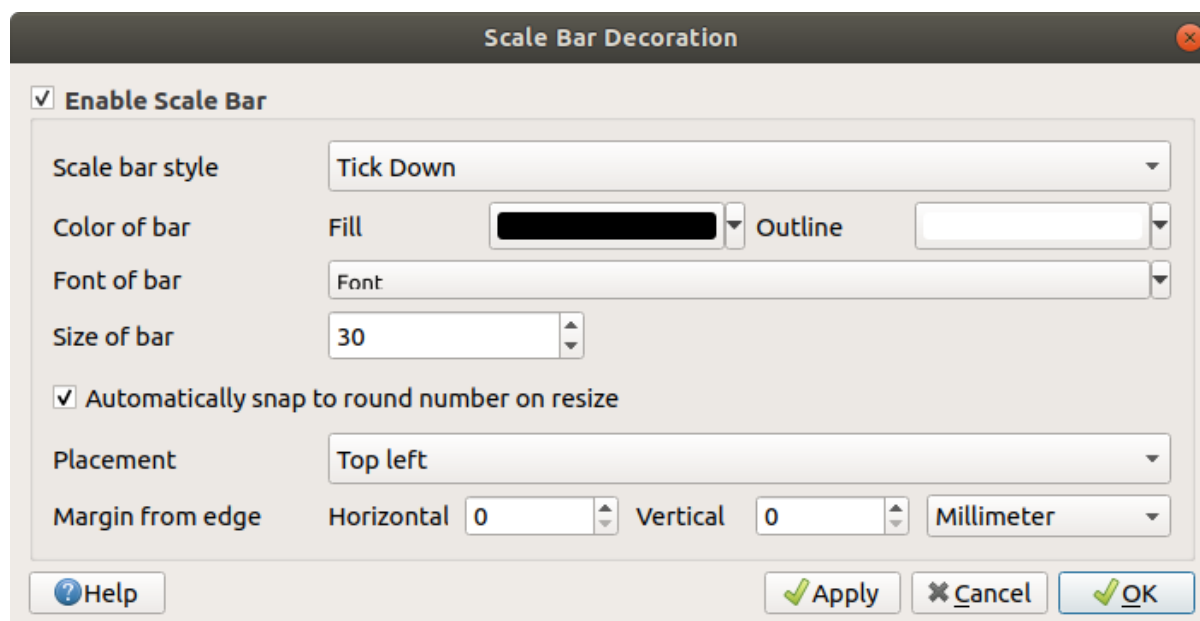 Scale Bar Decoration
Enable Scale Bar
Scale bar style Tick Down
Color of bar Fill Outline
Font of bar Font
Size of bar 30
Automatically snap to round number on resize
Placement Top left
Margin from edge Horizontal 0 Vertical 0 Millimeter
Help Apply Cancel OK